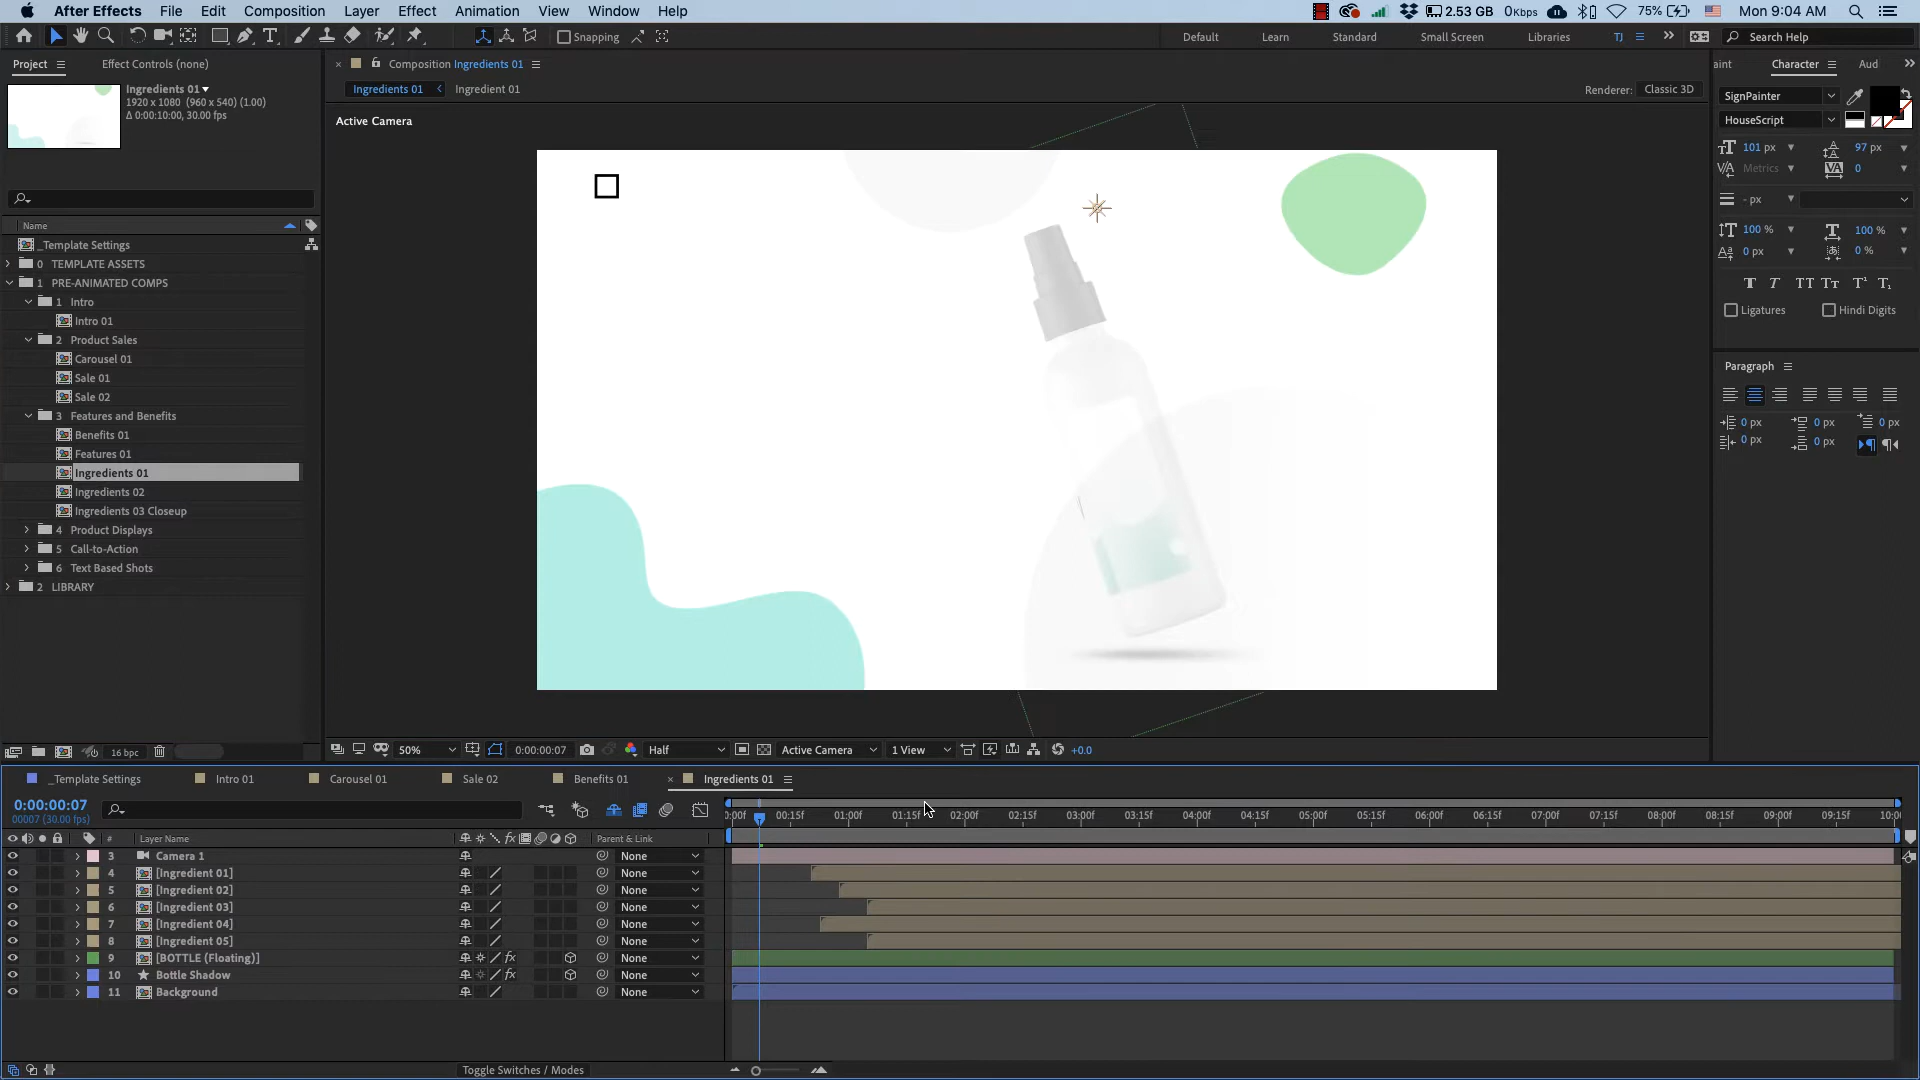 After Effects File Edit Composition Layer Effect Animation View Window Help 2.53 GB 0Kbps 75% Mon 9:04 AM
Snapping Default Learn Standard Small Screen Libraries TJ Search Help
Project Effect Controls (none) Composition Ingredients 01 Character Aud
Ingredients 01 Ingredient 01 Renderer: Classic 3D
Ingredients 01
1920 x 1080 (960 x 540) (1.00)
Δ 0:00:10:00, 30.00 fps
Active Camera
SignPainter
HouseScript
101 px 97 px
Metrics 0
- px
100 % 100 %
0 px 0 %
Ligatures Hindi Digits
Paragraph
0 px 0 px 0 px
0 px 0 px
Name
_Template Settings
0 TEMPLATE ASSETS
1 PRE-ANIMATED COMPS
1 Intro
Intro 01
2 Product Sales
Carousel 01
Sale 01
Sale 02
3 Features and Benefits
Benefits 01
Features 01
Ingredients 01
Ingredients 02
Ingredients 03 Closeup
4 Product Displays
5 Call-to-Action
6 Text Based Shots
2 LIBRARY
16 bpc
50% 0:00:00:07 Half Active Camera 1 View +0.0
_Template Settings Intro 01 Carousel 01 Sale 02 Benefits 01 Ingredients 01
0:00:00:07
00007 (30.00 fps)
0:00f 00:15f 01:00f 01:15f 02:00f 02:15f 03:00f 03:15f 04:00f 04:15f 05:00f 05:15f 06:00f 06:15f 07:00f 07:15f 08:00f 08:15f 09:00f 09:15f 10:00
# Layer Name fx Parent & Link
3 Camera 1 None
4 [Ingredient 01] None
5 [Ingredient 02] None
6 [Ingredient 03] None
7 [Ingredient 04] None
8 [Ingredient 05] None
9 [BOTTLE (Floating)] fx None
10 Bottle Shadow fx None
11 Background None
Toggle Switches / Modes